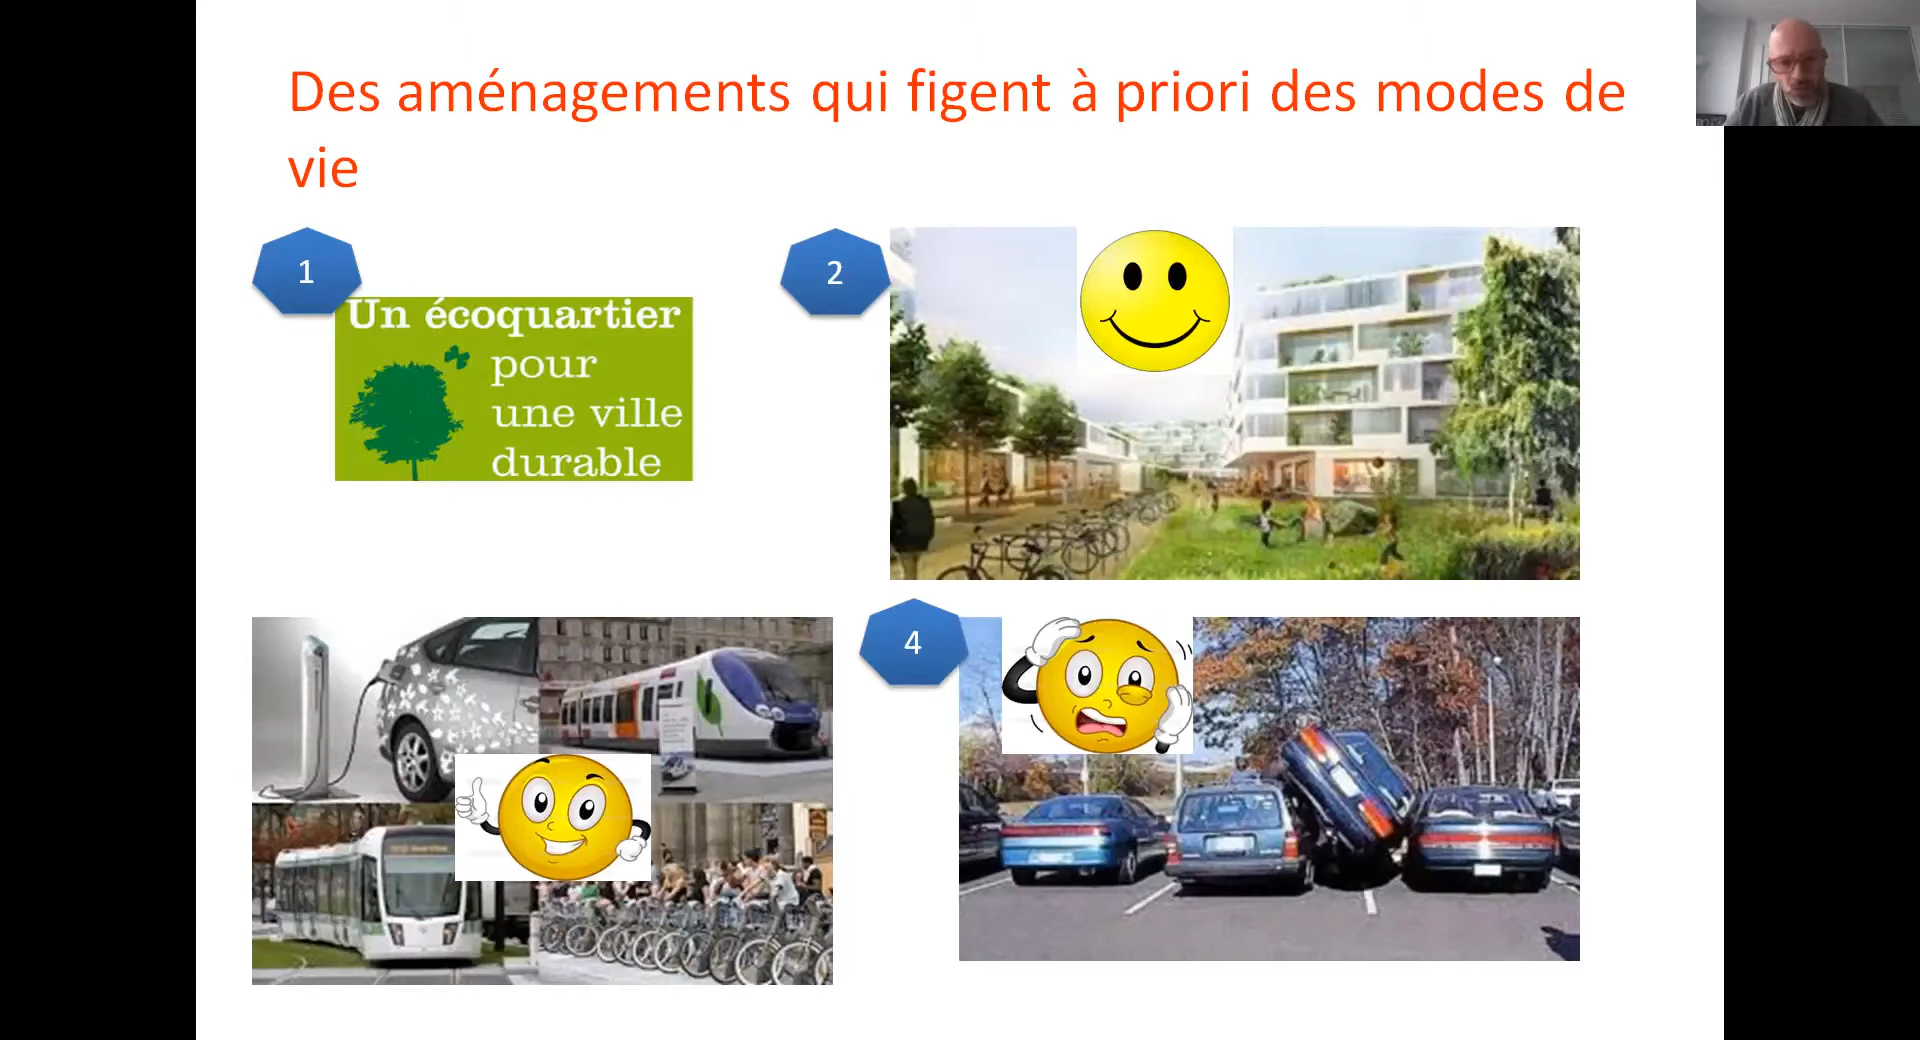 Des aménagements qui figent à priori des modes de
vie
1
Un écoquartier
pour
une ville
durable
2
4